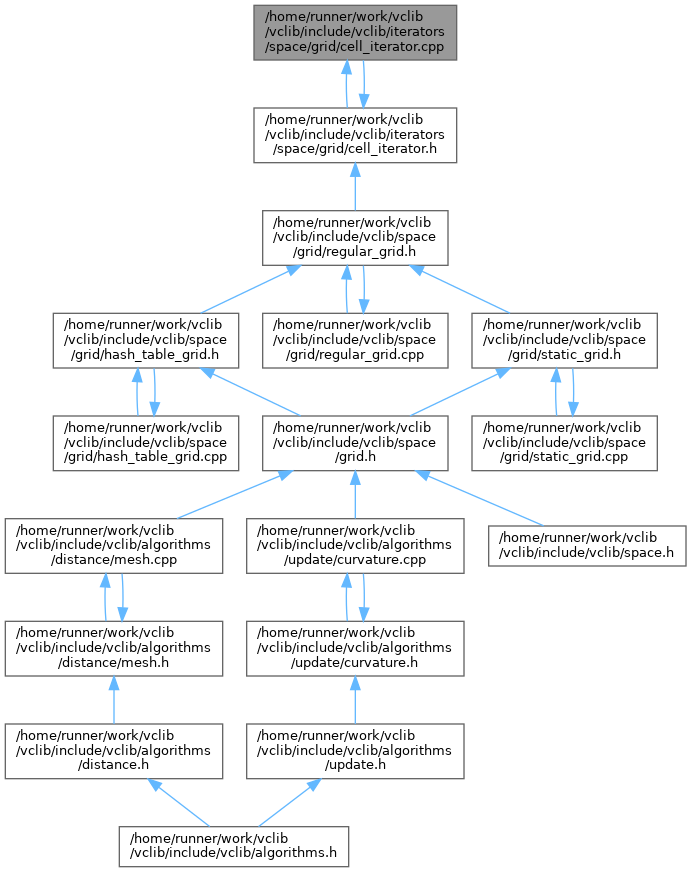 /home/runner/work/vclib
/vclib/include/vclib/iterators
/space/grid/cell_iterator.cpp
/home/runner/work/vclib
/vclib/include/vclib/iterators
/space/grid/cell_iterator.h
/home/runner/work/vclib
/vclib/include/vclib/space
/grid/regular_grid.h
/home/runner/work/vclib
/vclib/include/vclib/space
/grid/hash_table_grid.h
/home/runner/work/vclib
/vclib/include/vclib/space
/grid/regular_grid.cpp
/home/runner/work/vclib
/vclib/include/vclib/space
/grid/static_grid.h
/home/runner/work/vclib
/vclib/include/vclib/space
/grid/hash_table_grid.cpp
/home/runner/work/vclib
/vclib/include/vclib/space
/grid.h
/home/runner/work/vclib
/vclib/include/vclib/space
/grid/static_grid.cpp
/home/runner/work/vclib
/vclib/include/vclib/algorithms
/distance/mesh.cpp
/home/runner/work/vclib
/vclib/include/vclib/algorithms
/update/curvature.cpp
/home/runner/work/vclib
/vclib/include/vclib/space.h
/home/runner/work/vclib
/vclib/include/vclib/algorithms
/distance/mesh.h
/home/runner/work/vclib
/vclib/include/vclib/algorithms
/update/curvature.h
/home/runner/work/vclib
/vclib/include/vclib/algorithms
/distance.h
/home/runner/work/vclib
/vclib/include/vclib/algorithms
/update.h
/home/runner/work/vclib
/vclib/include/vclib/algorithms.h